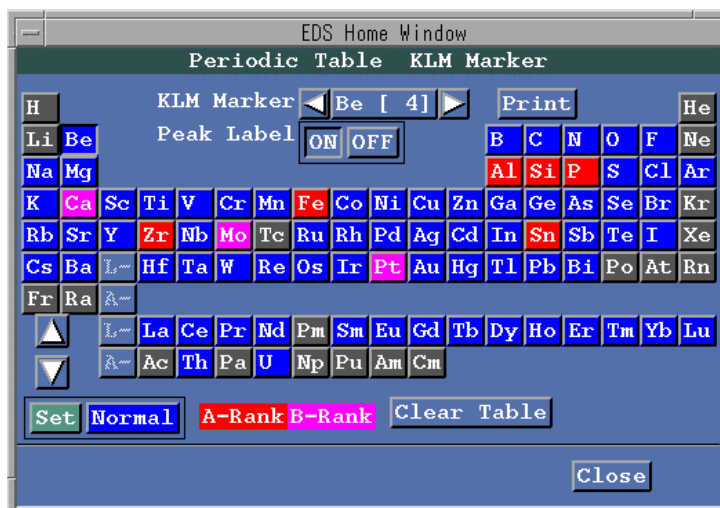 EDS Home Window
Periodic Table KLM Marker
KLM Marker Be [ 4] Print
H He
Peak Label ON OFF
Li Be B C N O F Ne
Na Mg Al Si P S Cl Ar
K Ca Sc Ti V Cr Mn Fe Co Ni Cu Zn Ga Ge As Se Br Kr
Rb Sr Y Zr Nb Mo Tc Ru Rh Pd Ag Cd In Sn Sb Te I Xe
Cs Ba L- Hf Ta W Re Os Ir Pt Au Hg Tl Pb Bi Po At Rn
Fr Ra A-
L- La Ce Pr Nd Pm Sm Eu Gd Tb Dy Ho Er Tm Yb Lu
A- Ac Th Pa U Np Pu Am Cm
Set Normal A-Rank B-Rank Clear Table
Close